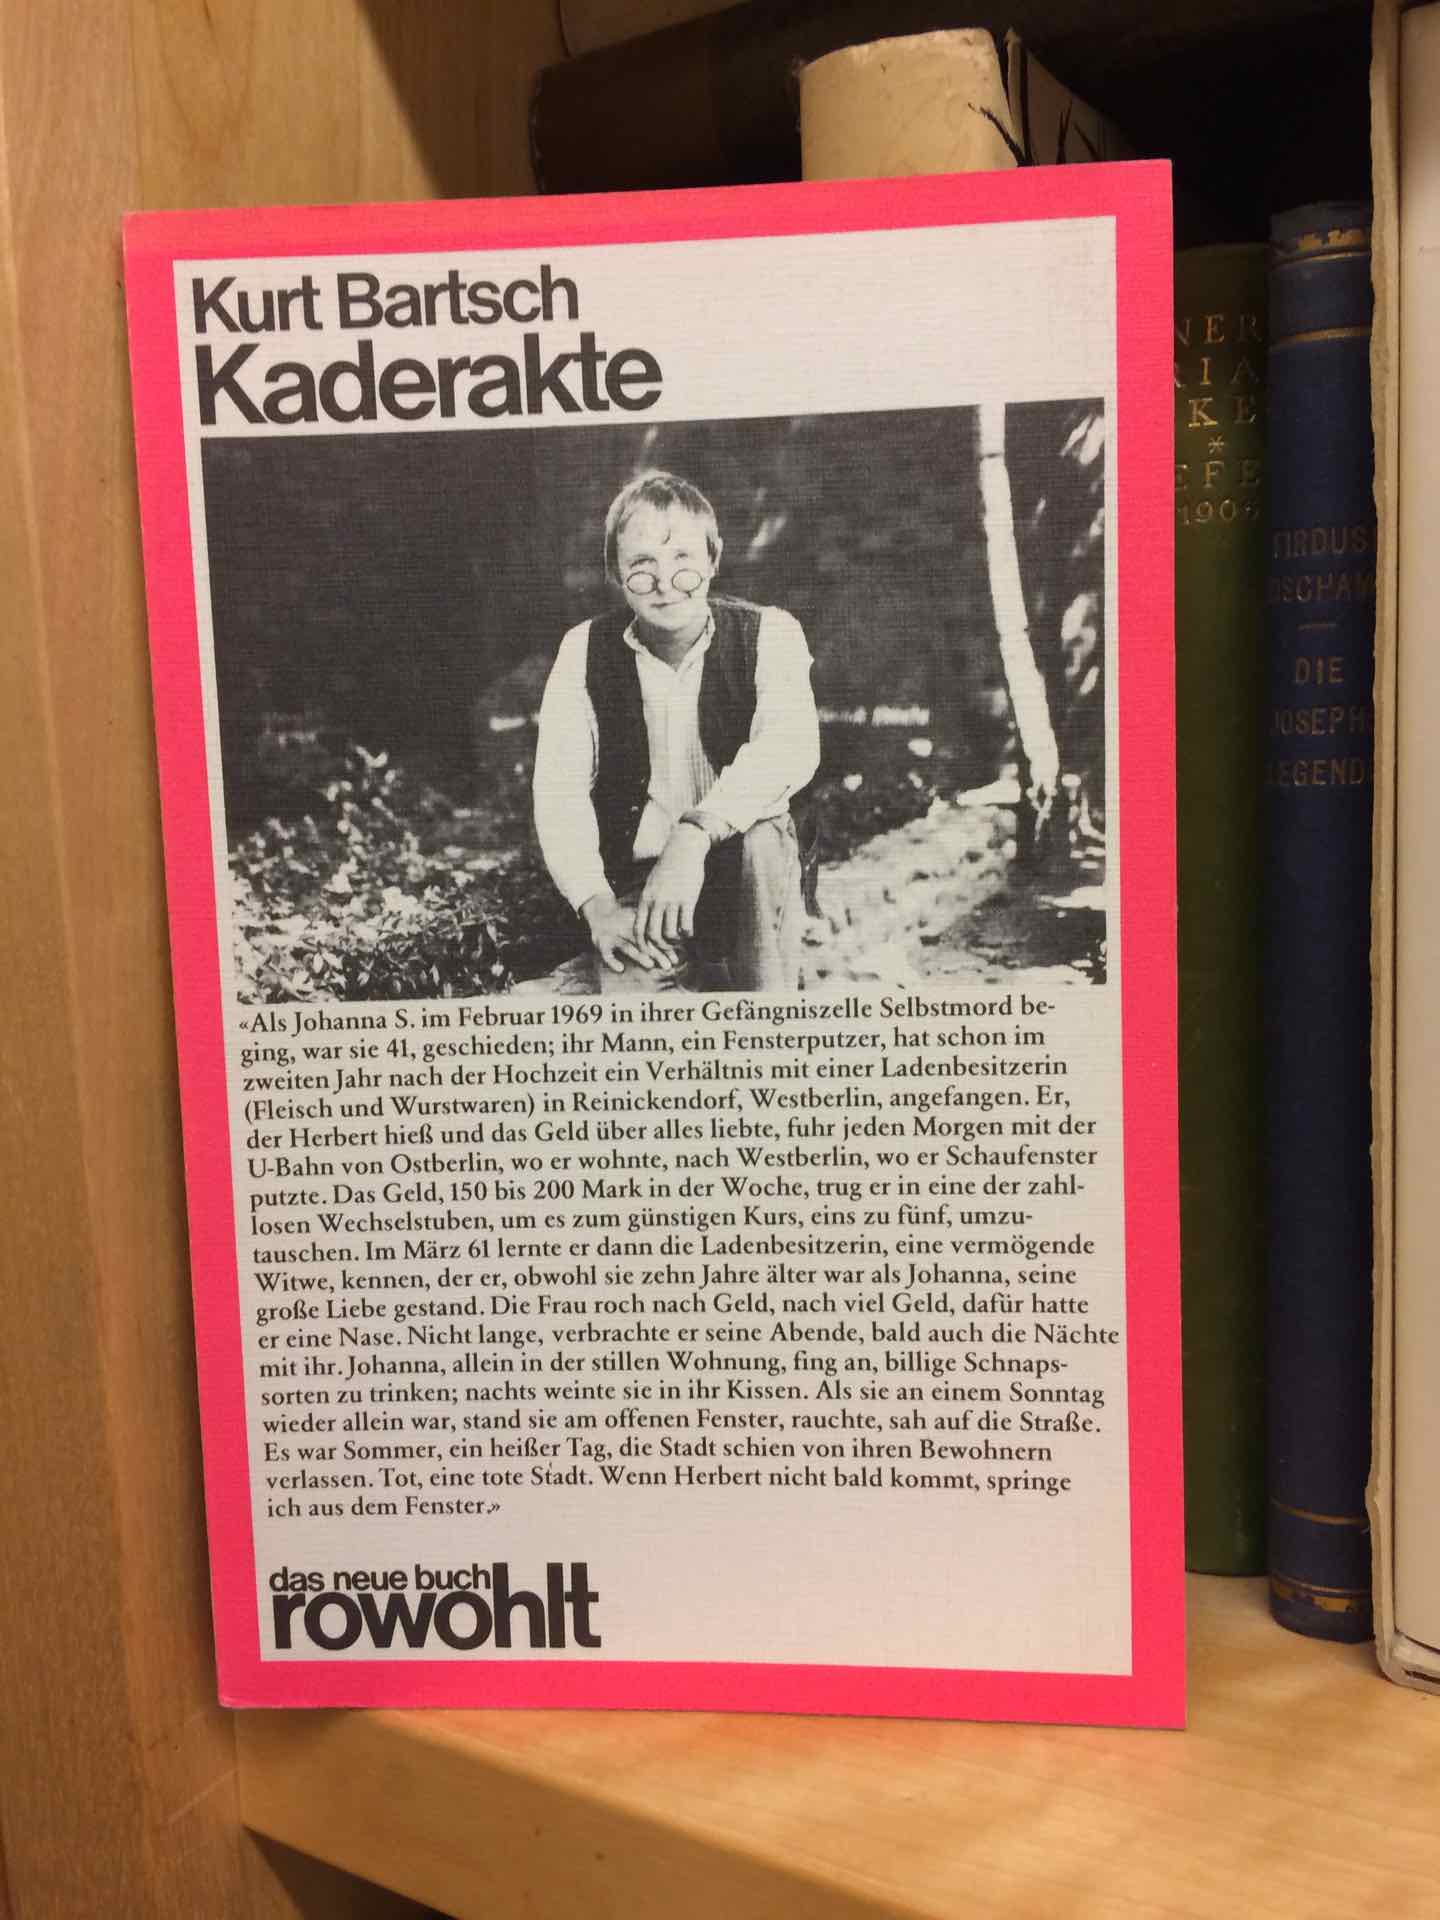 Kurt Bartsch
Kaderakte
«Als Johanna S. im Februar 1969 in ihrer Gefängniszelle Selbstmord be-
ging, war sie 41, geschieden; ihr Mann, ein Fensterputzer, hat schon im
zweiten Jahr nach der Hochzeit ein Verhältnis mit einer Ladenbesitzerin
(Fleisch und Wurstwaren) in Reinickendorf, Westberlin, angefangen. Er,
der Herbert hieß und das Geld über alles liebte, fuhr jeden Morgen mit der
U-Bahn von Ostberlin, wo er wohnte, nach Westberlin, wo er Schaufenster
putzte. Das Geld, 150 bis 200 Mark in der Woche, trug er in eine der zahl-
losen Wechselstuben, um es zum günstigen Kurs, eins zu fünf, umzu-
tauschen. Im März 61 lernte er dann die Ladenbesitzerin, eine vermögende
Witwe, kennen, der er, obwohl sie zehn Jahre älter war als Johanna, seine
große Liebe gestand. Die Frau roch nach Geld, nach viel Geld, dafür hatte
er eine Nase. Nicht lange, verbrachte er seine Abende, bald auch die Nächte
mit ihr. Johanna, allein in der stillen Wohnung, fing an, billige Schnaps-
sorten zu trinken; nachts weinte sie in ihr Kissen. Als sie an einem Sonntag
wieder allein war, stand sie am offenen Fenster, rauchte, sah auf die Straße.
Es war Sommer, ein heißer Tag, die Stadt schien von ihren Bewohnern
verlassen. Tot, eine tote Stadt. Wenn Herbert nicht bald kommt, springe
ich aus dem Fenster.»
das neue buch
rowohlt
NER
RIA
KE
*
EFE
FIRDUS
DSCHAM
DIE
JOSEPH
LEGEND